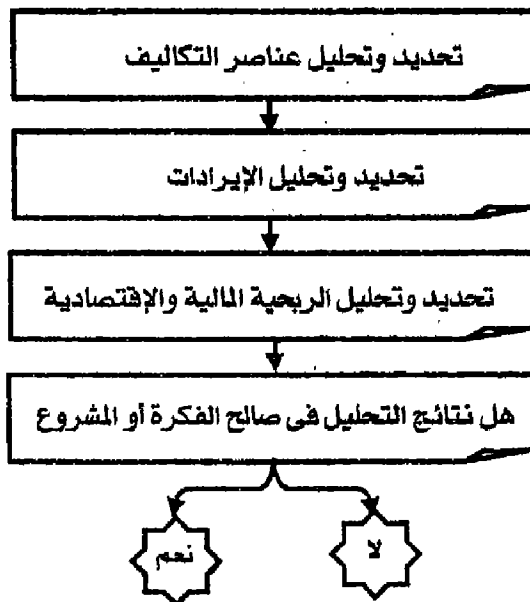 تحديد وتحليل عناصر التكاليف
تحديد وتحليل الإيرادات
تحديد وتحليل الربحية المالية والإقتصادية
هل نتائج التحليل فى صالح الفكرة أو المشروع
لا
نعم